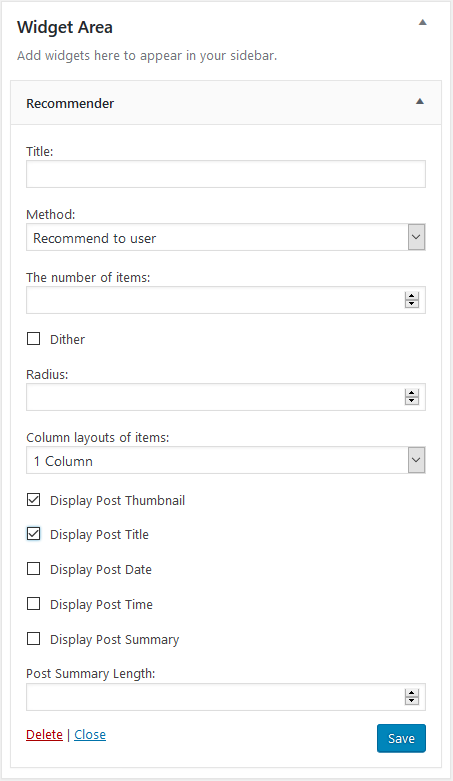 Widget Area
Add widgets here to appear in your sidebar.
Recommender
Title:
Method:
Recommend to user
The number of items:
Dither
Radius:
Column layouts of items:
1 Column
Display Post Thumbnail
Display Post Title
Display Post Date
Display Post Time
Display Post Summary
Post Summary Length:
Delete | Close
Save